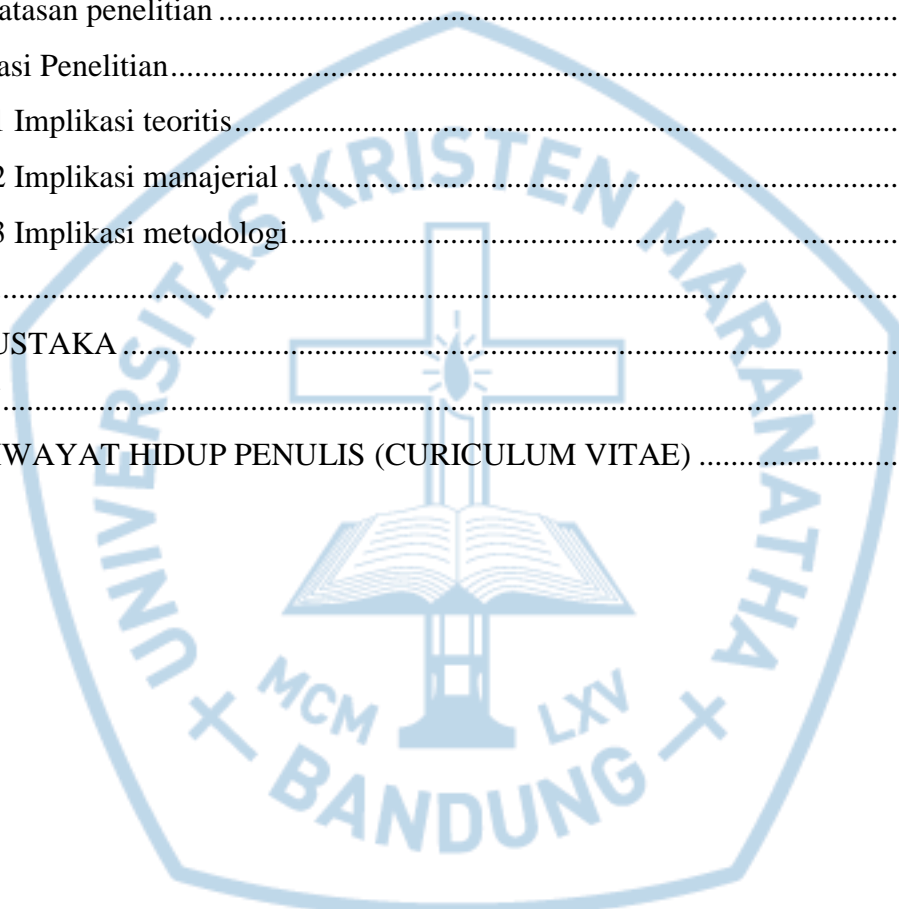 atasan penelitian ................................................................
asi Penelitian................................................................
1 Implikasi teoritis................................................................
2 Implikasi manajerial................................................................
3 Implikasi metodologi................................................................
................................................................
USTAKA ................................................................
................................................................
IWAYAT HIDUP PENULIS (CURICULUM VITAE) ........................
UNIVERSITAS KRISTEN MARANATHA
MCM LXV
BANDUNG